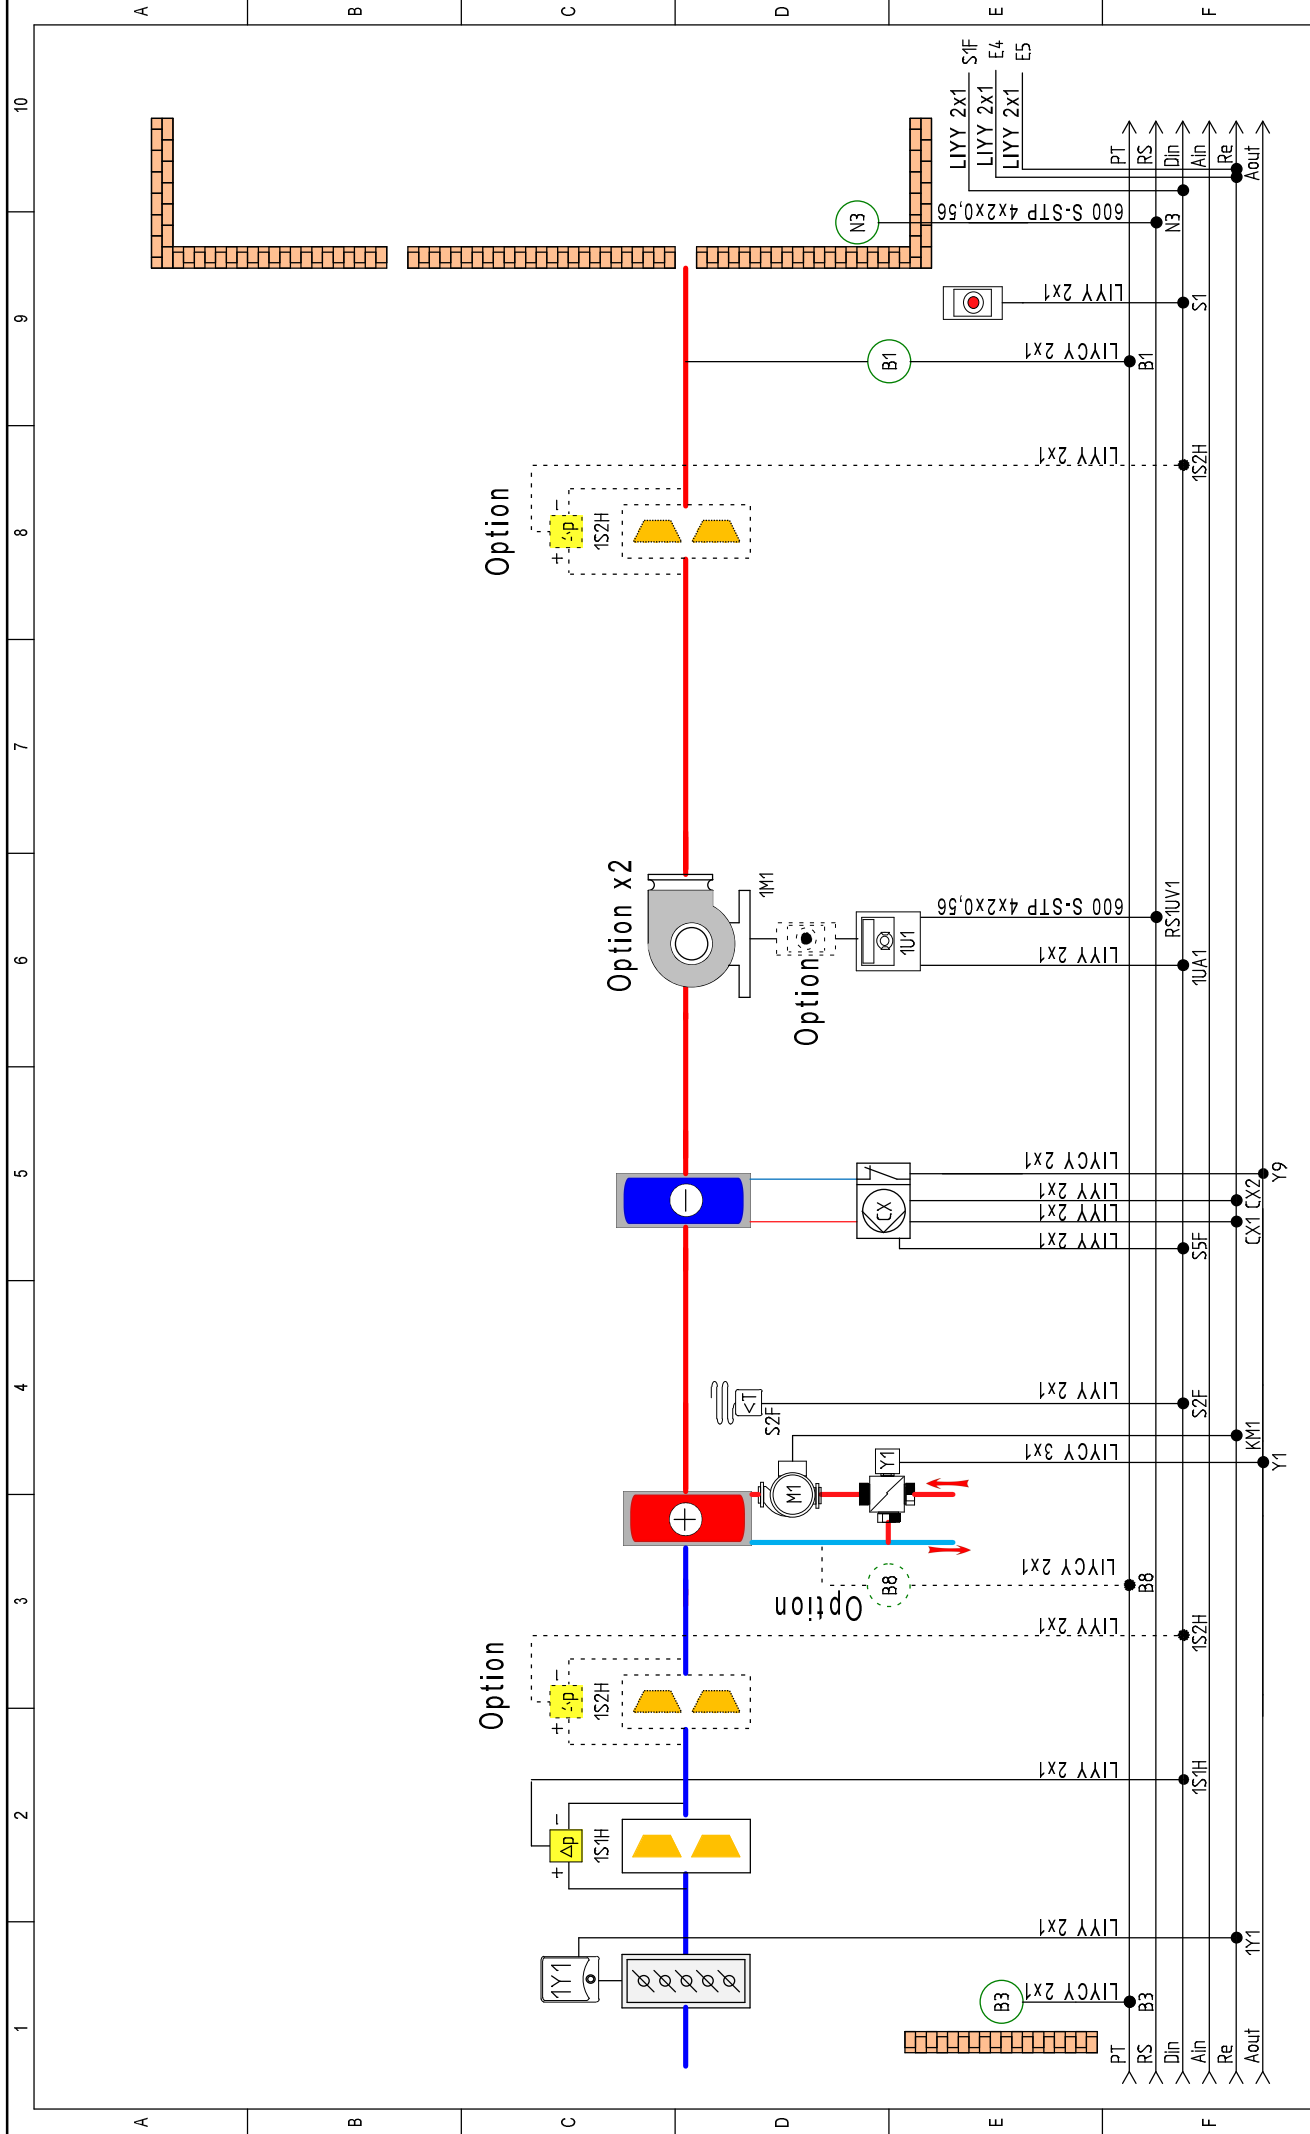 1 2 3 4 5 6 7 8 9 10
A
A
B
B
C
C
Option
Option
+ Δp −
1S1H
+ −
p
1S2H
+ −
p
1S2H
1Y1
Option x2
1M1
D
D
S2F
<T
M1
Option
Option
N3
B8
Y1
CX
1U1
B1
B3
E
E
LIYCY 2x1
LIYY 2x1
LIYY 2x1
LIYY 2x1
LIYCY 2x1
LIYCY 3x1
LIYY 2x1
LIYY 2x1
LIYY 2x1
LIYY 2x1
LIYCY 2x1
LIYY 2x1
600 S-STP 4x2x0,56
LIYY 2x1
LIYCY 2x1
LIYY 2x1
600 S-STP 4x2x0,56
LIYY 2x1 S1F
LIYY 2x1 E4
LIYY 2x1 E5
PT
PT
RS
B3
B8
B1
RS
Din
RS1UV1
N3
Din
Ain
1S1H
1S2H
S2F
S5F
1UA1
1S2H
S1
Ain
F
F
Re
Re
Aout
1Y1
KM1
CX1
CX2
Aout
Y1
Y9